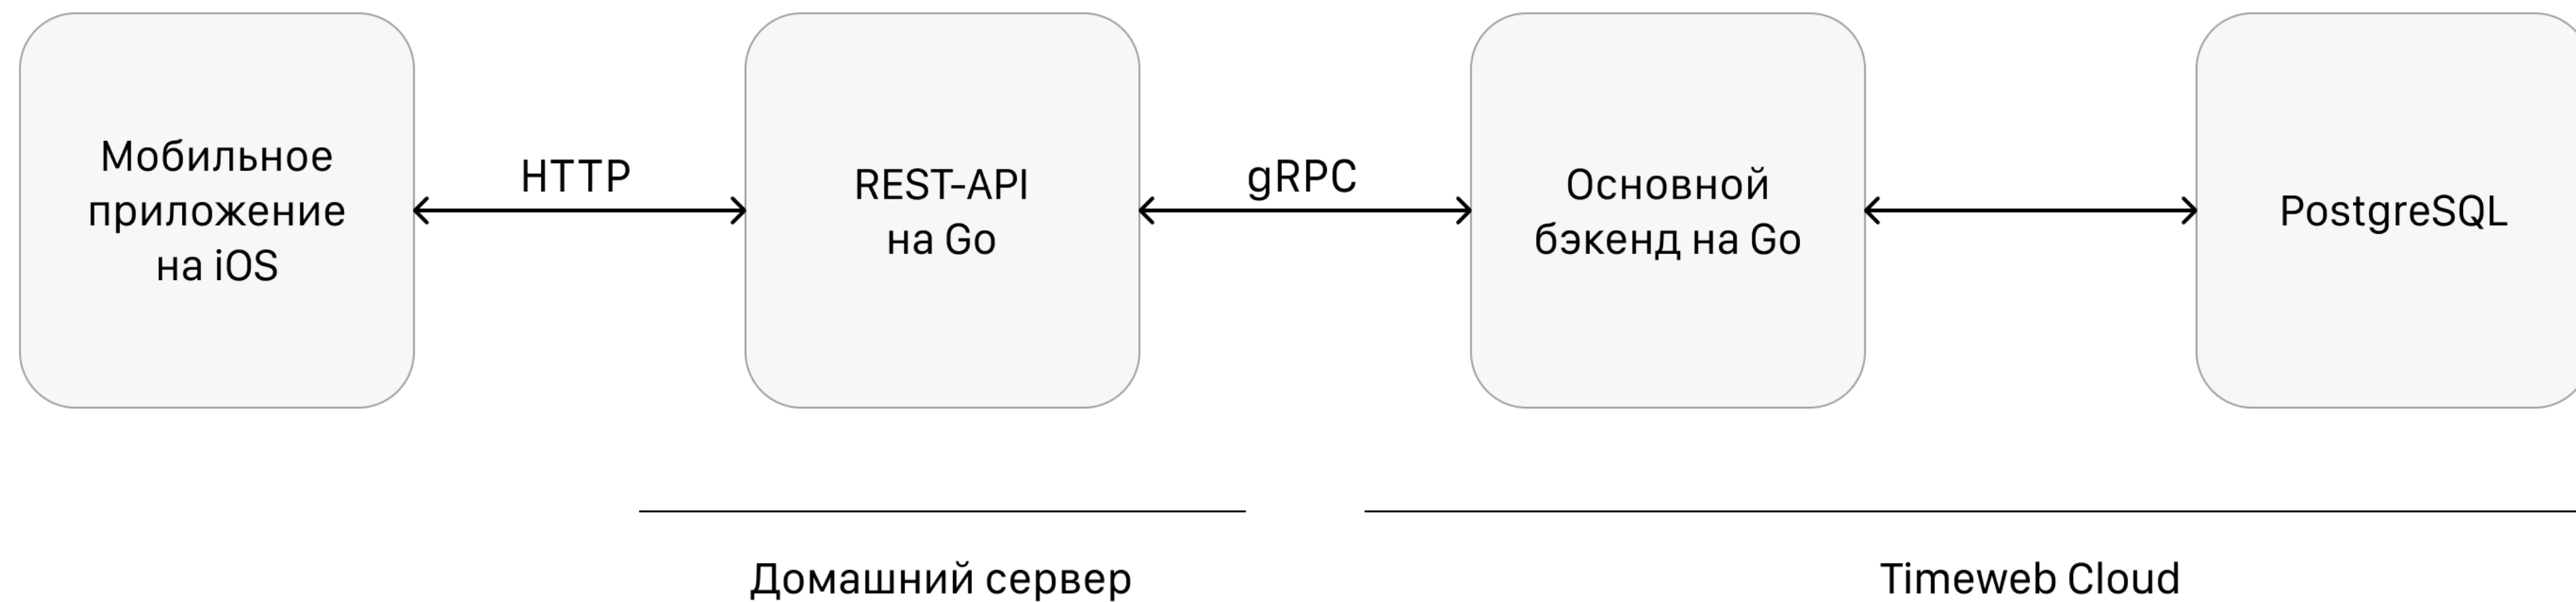 Мобильное
приложение
на iOS
HTTP
REST-API
на Go
gRPC
Основной
бэкенд на Go
PostgreSQL
Домашний сервер
Timeweb Cloud